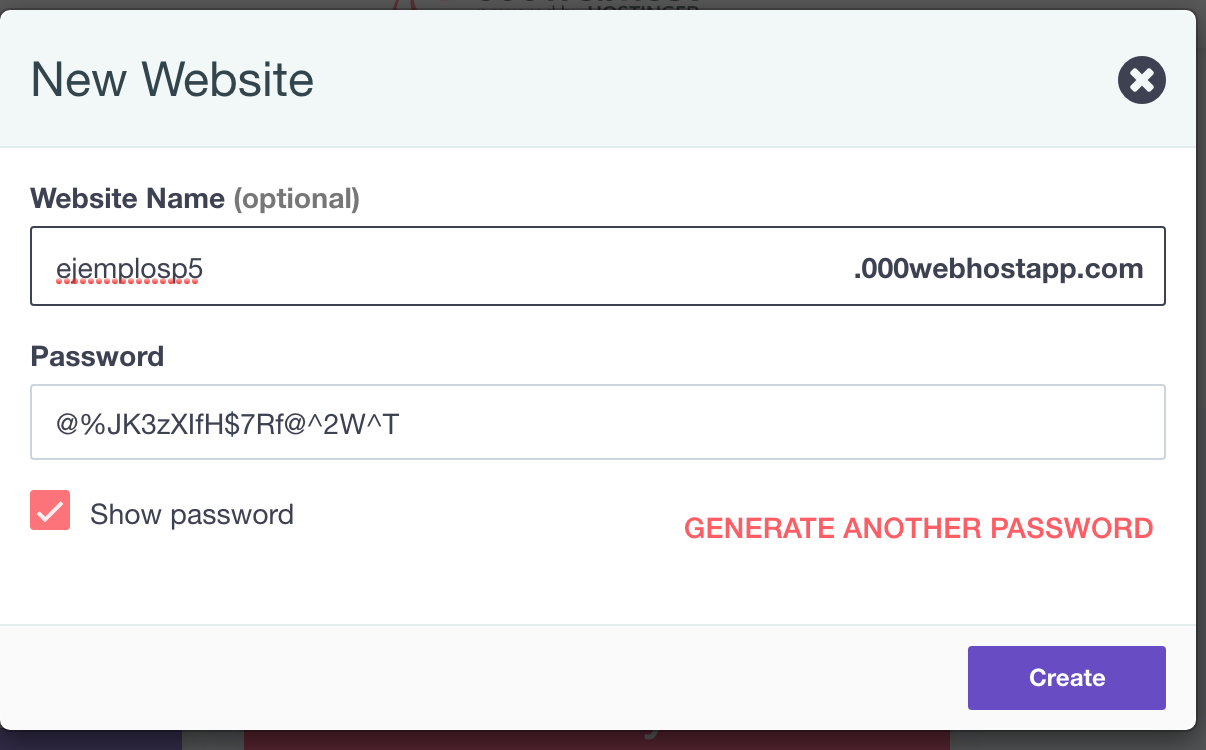 New Website
Website Name (optional)
ejemplosp5
.000webhostapp.com
Password
@%JK3zXIfH$7Rf@^2W^T
Show password
GENERATE ANOTHER PASSWORD
Create